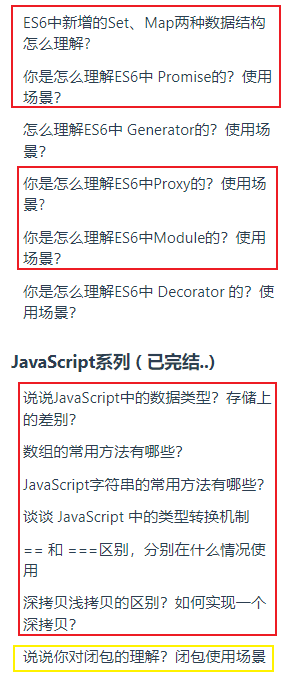 ES6中新增的Set、Map两种数据结构
怎么理解?
你是怎么理解ES6中 Promise的？使用
场景？
怎么理解ES6中 Generator的？使用场
景？
你是怎么理解ES6中Proxy的？使用场
景?
你是怎么理解ES6中Module的？使用
场景？
你是怎么理解ES6中 Decorator 的？使
用场景？
JavaScript系列（已完结..)
说说JavaScript中的数据类型？存储上
的差别？
数组的常用方法有哪些？
JavaScript字符串的常用方法有哪些？
谈谈 JavaScript 中的类型转换机制
== 和 ===区别，分别在什么情况使
用
深拷贝浅拷贝的区别？如何实现一个
深拷贝？
说说你对闭包的理解？闭包使用场景